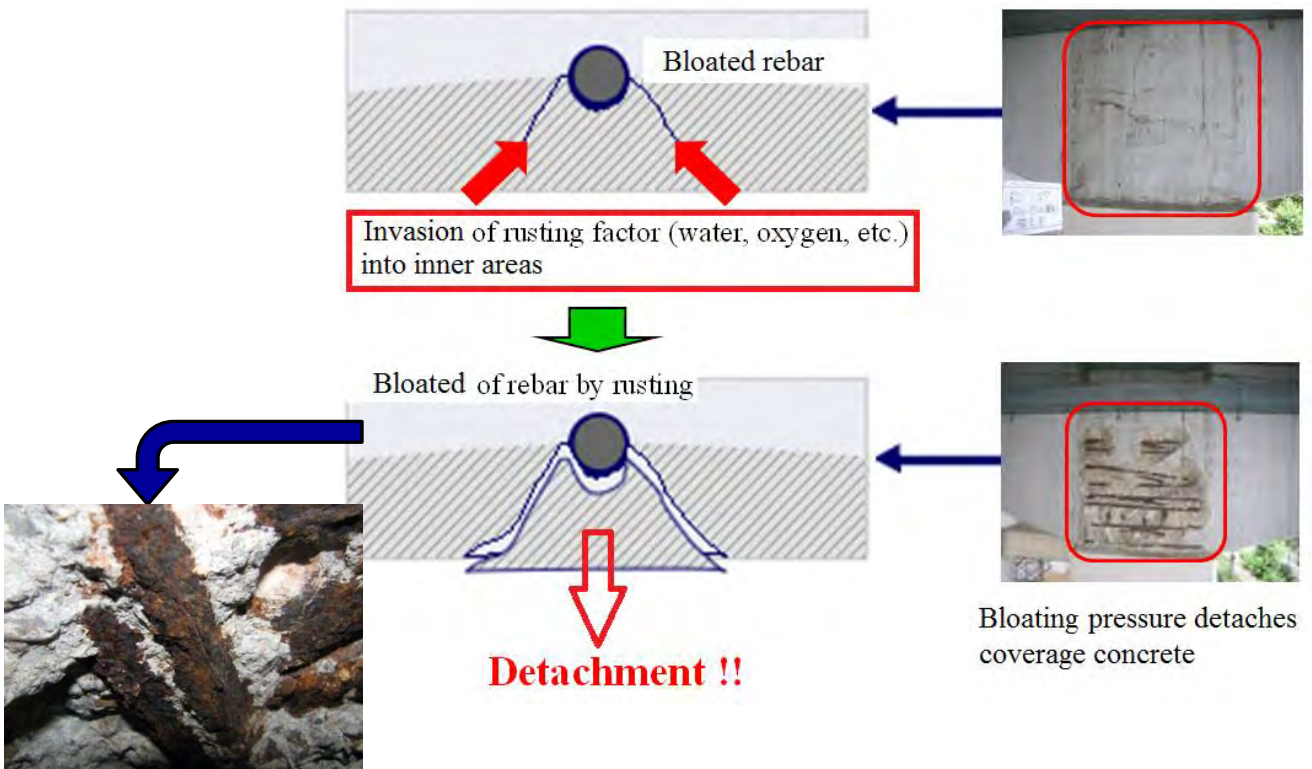 Bloated rebar
Invasion of rusting factor (water, oxygen, etc.)
into inner areas
Bloated of rebar by rusting
Detachment !!
Bloating pressure detaches
coverage concrete